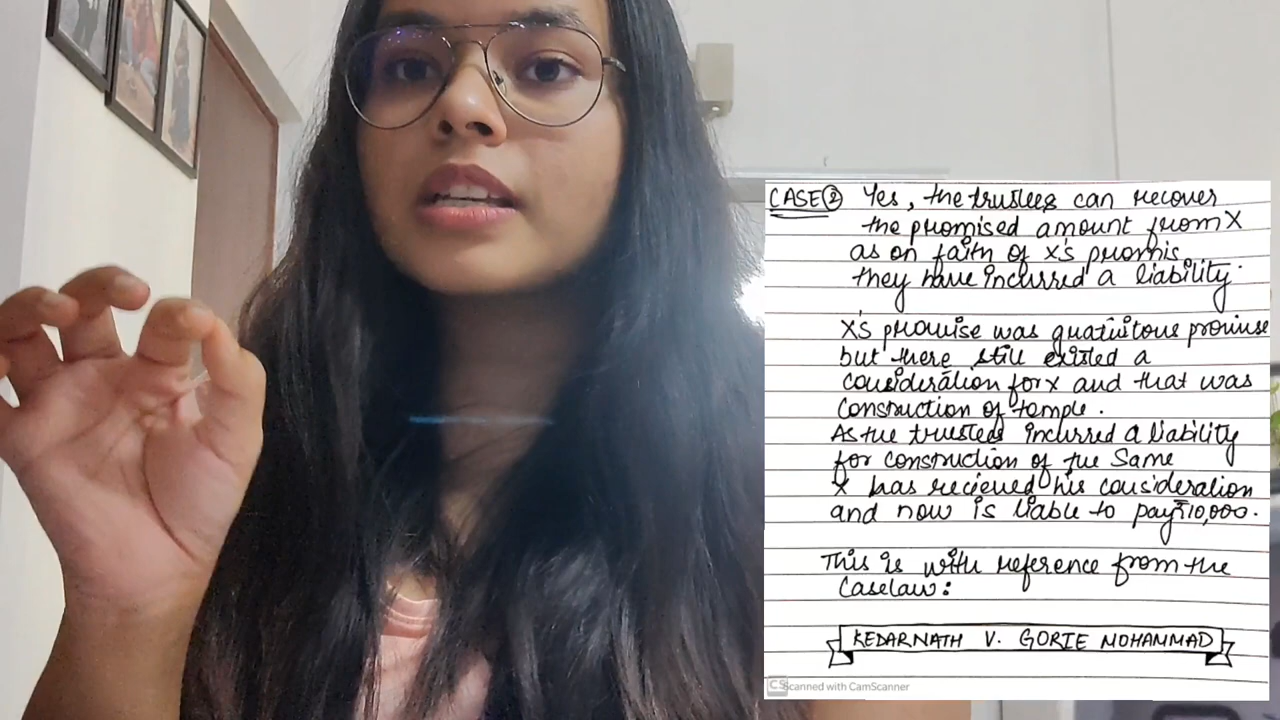 CASE② Yes, the trustees can recover
the promised amount from X
as on faith of X's promis
they have incurred a liability.
X's promise was gratuitous promise
but there still existed a
consideration for X and that was
construction of temple.
As the trustees incurred a liability
for construction of the same
X has recieved his consideration
and now is liable to pay ₹10,000.
This is with reference from the
Caselaw:
KEDARNATH V. GORIE MOHAMMAD
CS Scanned with CamScanner